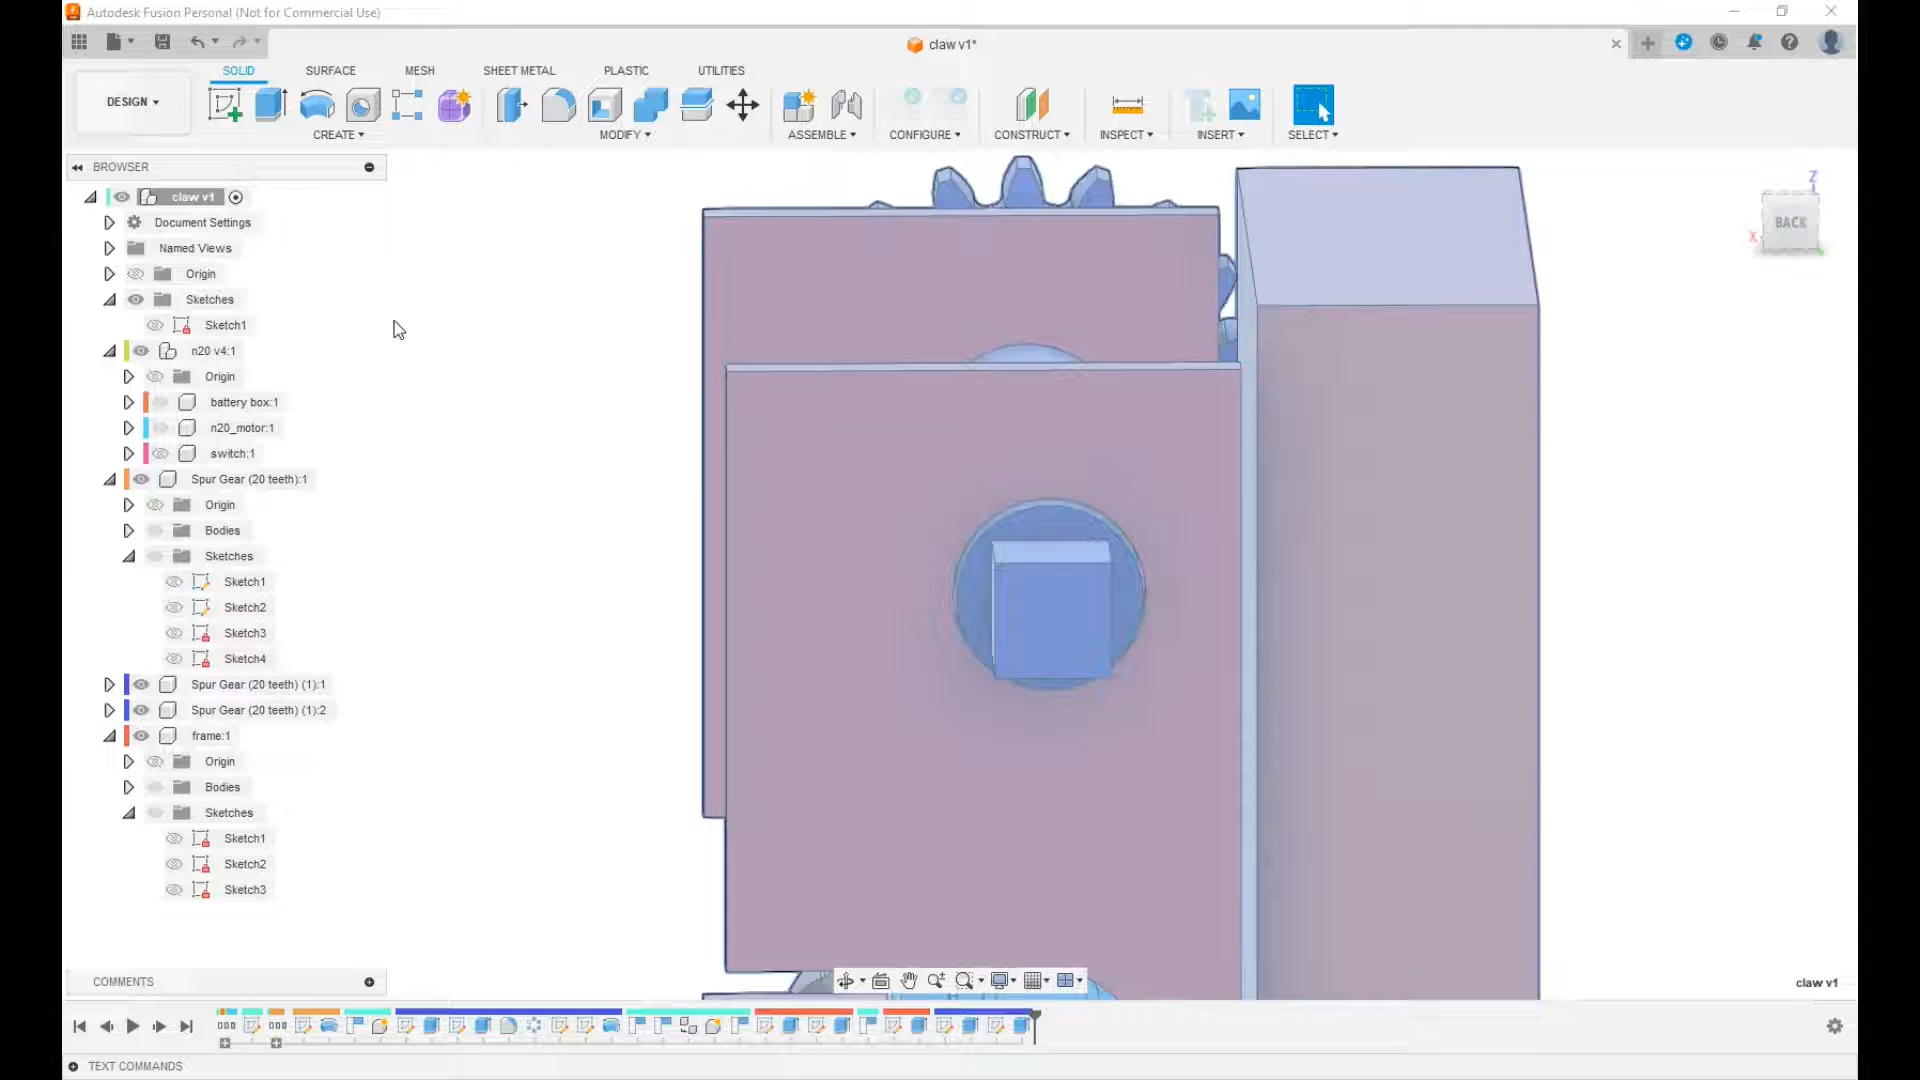 Autodesk Fusion Personal (Not for Commercial Use)
claw v1*
SOLID SURFACE MESH SHEET METAL PLASTIC UTILITIES
DESIGN
CREATE MODIFY ASSEMBLE CONFIGURE CONSTRUCT INSPECT INSERT SELECT
BROWSER
claw v1
Document Settings
Named Views
Origin
Sketches
Sketch1
n20 v4:1
Origin
battery box:1
n20_motor:1
switch:1
Spur Gear (20 teeth):1
Origin
Bodies
Sketches
Sketch1
Sketch2
Sketch3
Sketch4
Spur Gear (20 teeth) (1):1
Spur Gear (20 teeth) (1):2
frame:1
Origin
Bodies
Sketches
Sketch1
Sketch2
Sketch3
Z
BACK
X
COMMENTS
claw v1
TEXT COMMANDS